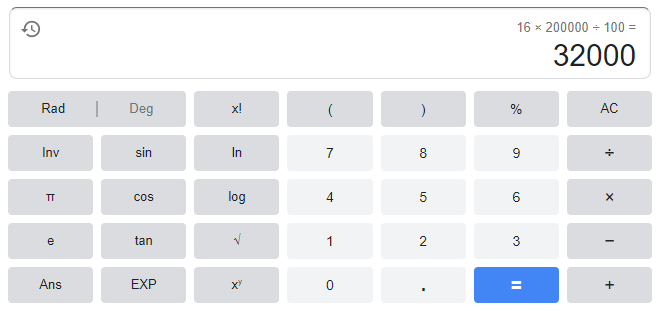 16 × 200000 ÷ 100 =
32000
Rad | Deg x! ( ) % AC
Inv sin ln 7 8 9 ÷
π cos log 4 5 6 ×
e tan √ 1 2 3 −
Ans EXP xʸ 0 . = +